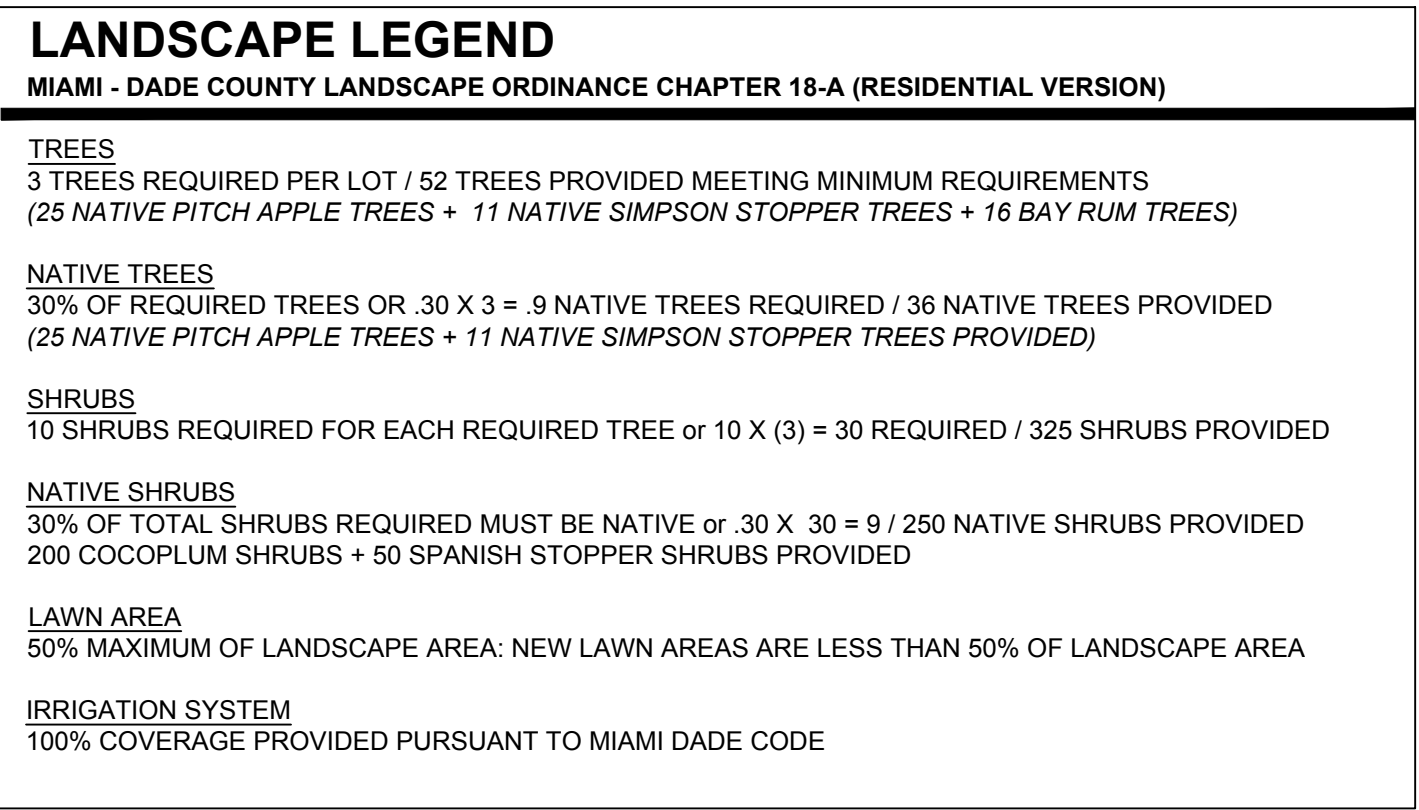 LANDSCAPE LEGEND
MIAMI - DADE COUNTY LANDSCAPE ORDINANCE CHAPTER 18-A (RESIDENTIAL VERSION)
TREES
3 TREES REQUIRED PER LOT / 52 TREES PROVIDED MEETING MINIMUM REQUIREMENTS
(25 NATIVE PITCH APPLE TREES + 11 NATIVE SIMPSON STOPPER TREES + 16 BAY RUM TREES)
NATIVE TREES
30% OF REQUIRED TREES OR .30 X 3 = .9 NATIVE TREES REQUIRED / 36 NATIVE TREES PROVIDED
(25 NATIVE PITCH APPLE TREES + 11 NATIVE SIMPSON STOPPER TREES PROVIDED)
SHRUBS
10 SHRUBS REQUIRED FOR EACH REQUIRED TREE or 10 X (3) = 30 REQUIRED / 325 SHRUBS PROVIDED
NATIVE SHRUBS
30% OF TOTAL SHRUBS REQUIRED MUST BE NATIVE or .30 X 30 = 9 / 250 NATIVE SHRUBS PROVIDED
200 COCOPLUM SHRUBS + 50 SPANISH STOPPER SHRUBS PROVIDED
LAWN AREA
50% MAXIMUM OF LANDSCAPE AREA: NEW LAWN AREAS ARE LESS THAN 50% OF LANDSCAPE AREA
IRRIGATION SYSTEM
100% COVERAGE PROVIDED PURSUANT TO MIAMI DADE CODE